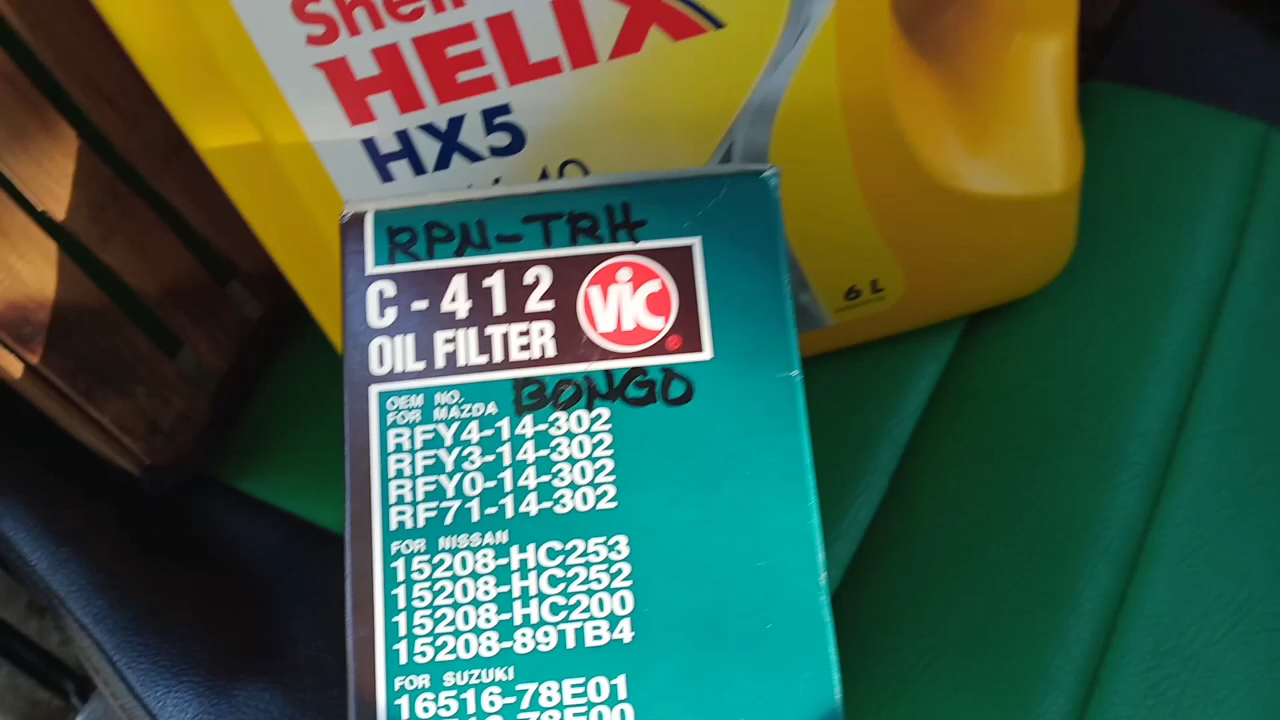 Shell
HELIX
HX5
6 L
RPN-TRH
C-412
OIL FILTER
VIC
BONGO
OEM NO.
FOR MAZDA
RFY4-14-302
RFY3-14-302
RFY0-14-302
RF71-14-302
FOR NISSAN
15208-HC253
15208-HC252
15208-HC200
15208-89TB4
FOR SUZUKI
16516-78E01